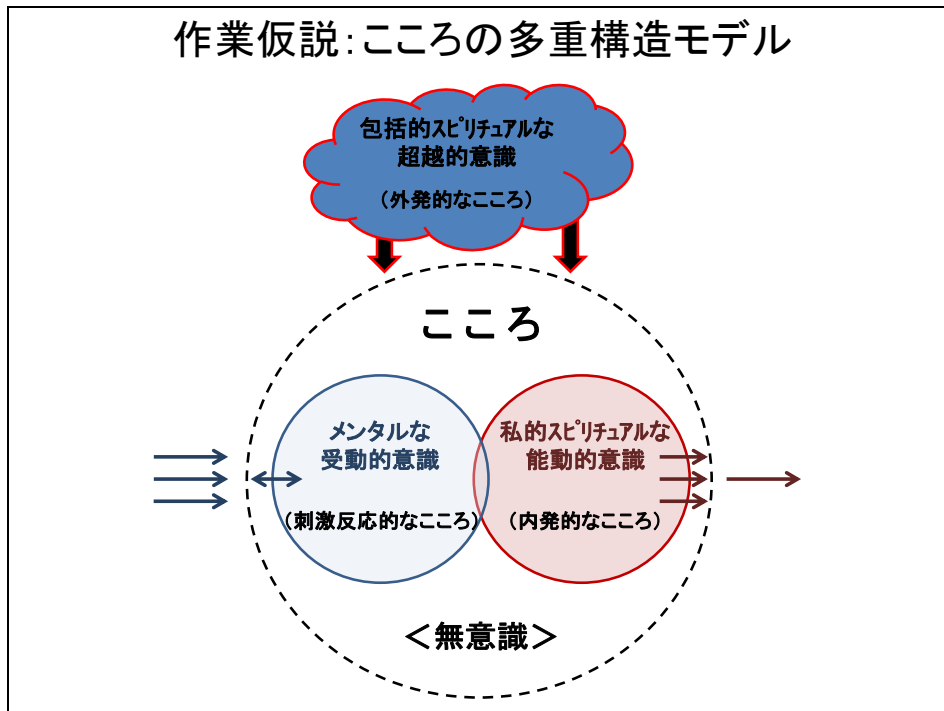 作業仮説:こころの多重構造モデル
包括的スピリチュアルな
超越的意識
(外発的なこころ)
こころ
メンタルな
受動的意識
(刺激反応的なこころ)
私的スピリチュアルな
能動的意識
(内発的なこころ)
<無意識>